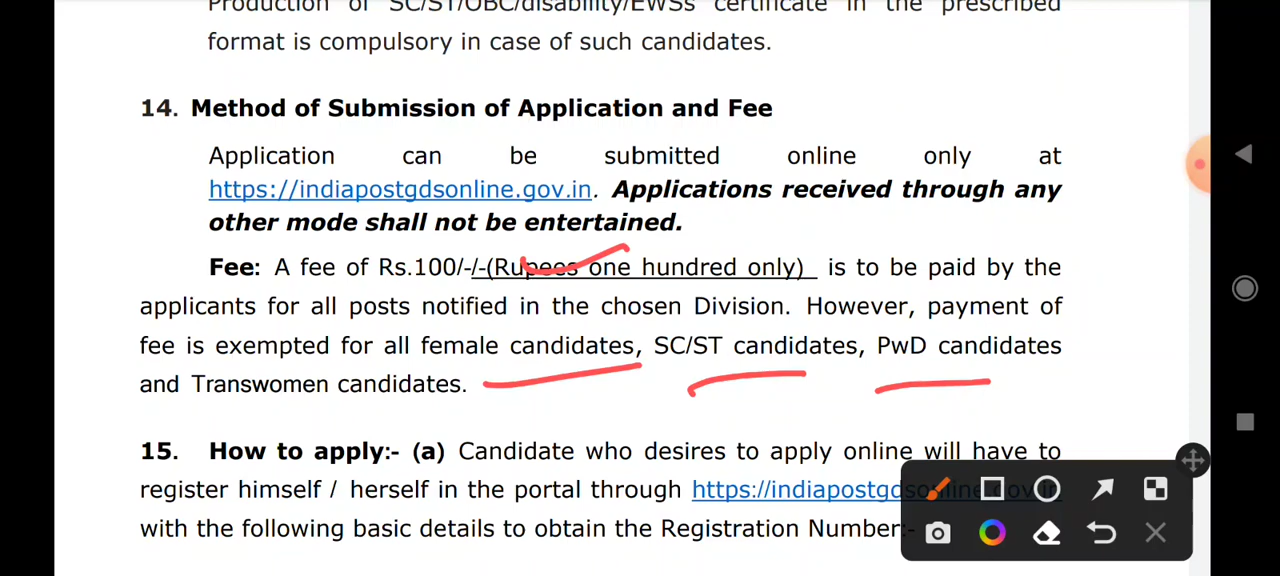 Production of SC/ST/OBC/disability/EWSs certificate in the prescribed
format is compulsory in case of such candidates.
14. Method of Submission of Application and Fee
Application can be submitted online only at
https://indiapostgdsonline.gov.in. Applications received through any
other mode shall not be entertained.
Fee: A fee of Rs.100/-/-(Rupees one hundred only) is to be paid by the
applicants for all posts notified in the chosen Division. However, payment of
fee is exempted for all female candidates, SC/ST candidates, PwD candidates
and Transwomen candidates.
15. How to apply:- (a) Candidate who desires to apply online will have to
register himself / herself in the portal through https://indiapostgdsonline.gov.in
with the following basic details to obtain the Registration Number:-